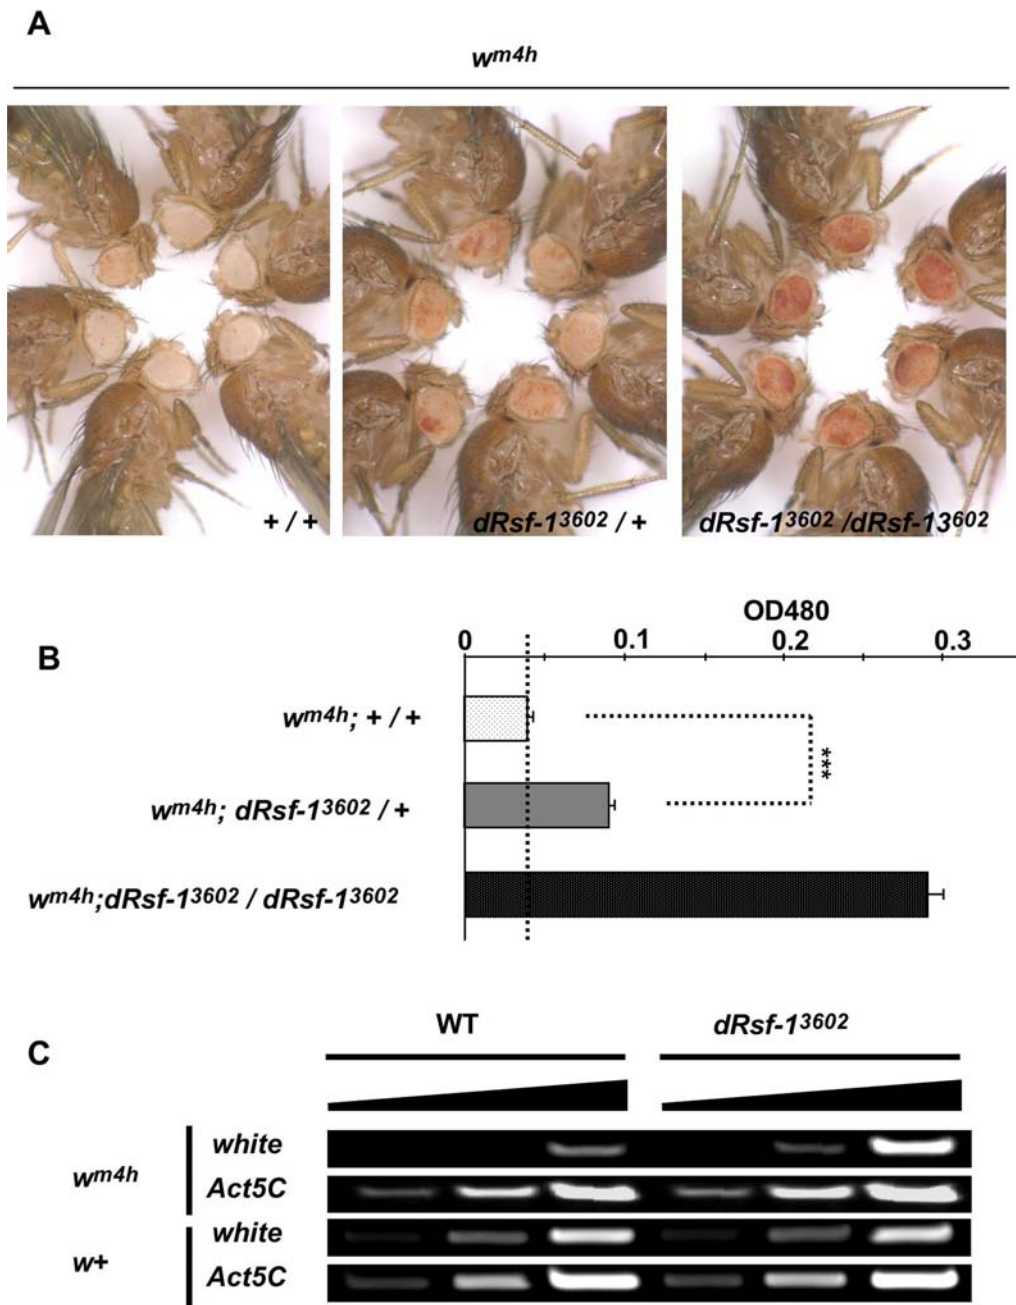 A
wm4h
+ / +
dRsf-13602 / +
dRsf-13602 /dRsf-13602
B
OD480
0 0.1 0.2 0.3
wm4h; + / +
***
wm4h; dRsf-13602 / +
wm4h;dRsf-13602 / dRsf-13602
C
WT dRsf-13602
wm4h
white
Act5C
w+
white
Act5C